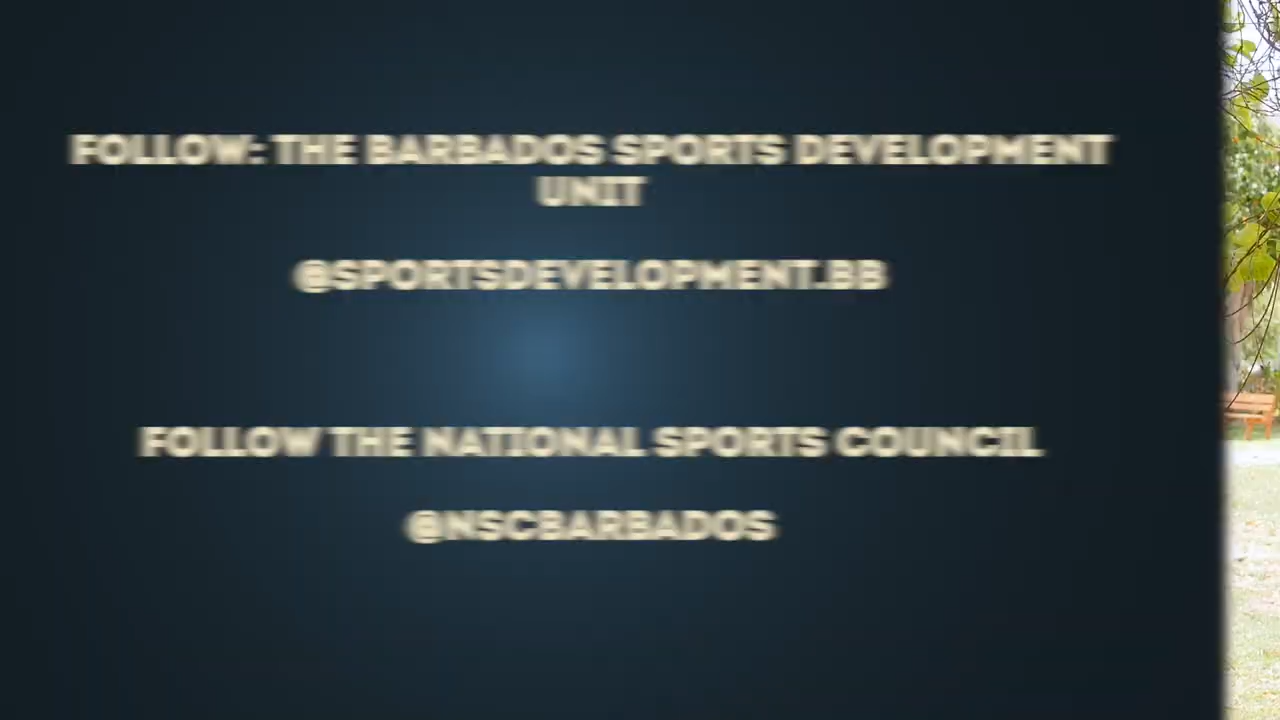 FOLLOW: THE BARBADOS SPORTS DEVELOPMENT
UNIT
@SPORTSDEVELOPMENT.BB
FOLLOW THE NATIONAL SPORTS COUNCIL
@NSCBARBADOS